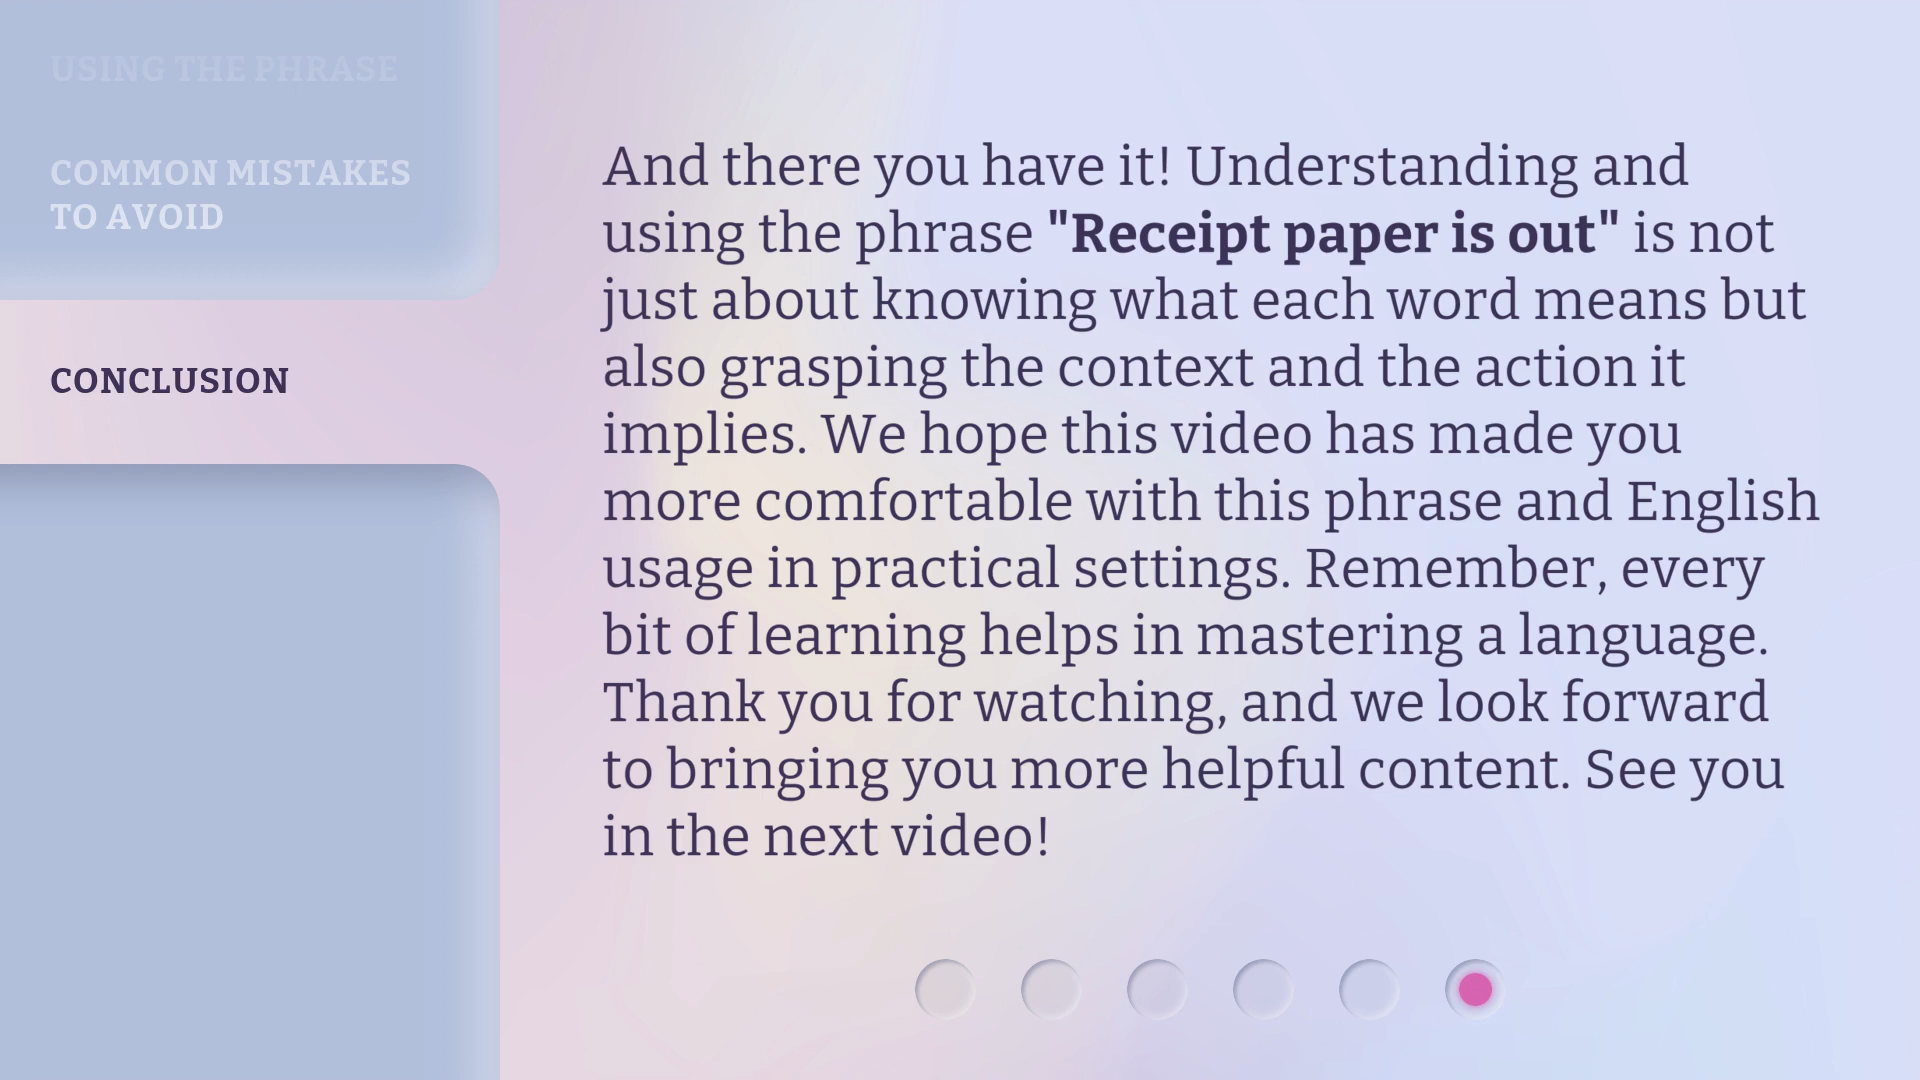 USING THE PHRASE
COMMON MISTAKES
TO AVOID
CONCLUSION
And there you have it! Understanding and
using the phrase "Receipt paper is out" is not
just about knowing what each word means but
also grasping the context and the action it
implies. We hope this video has made you
more comfortable with this phrase and English
usage in practical settings. Remember, every
bit of learning helps in mastering a language.
Thank you for watching, and we look forward
to bringing you more helpful content. See you
in the next video!